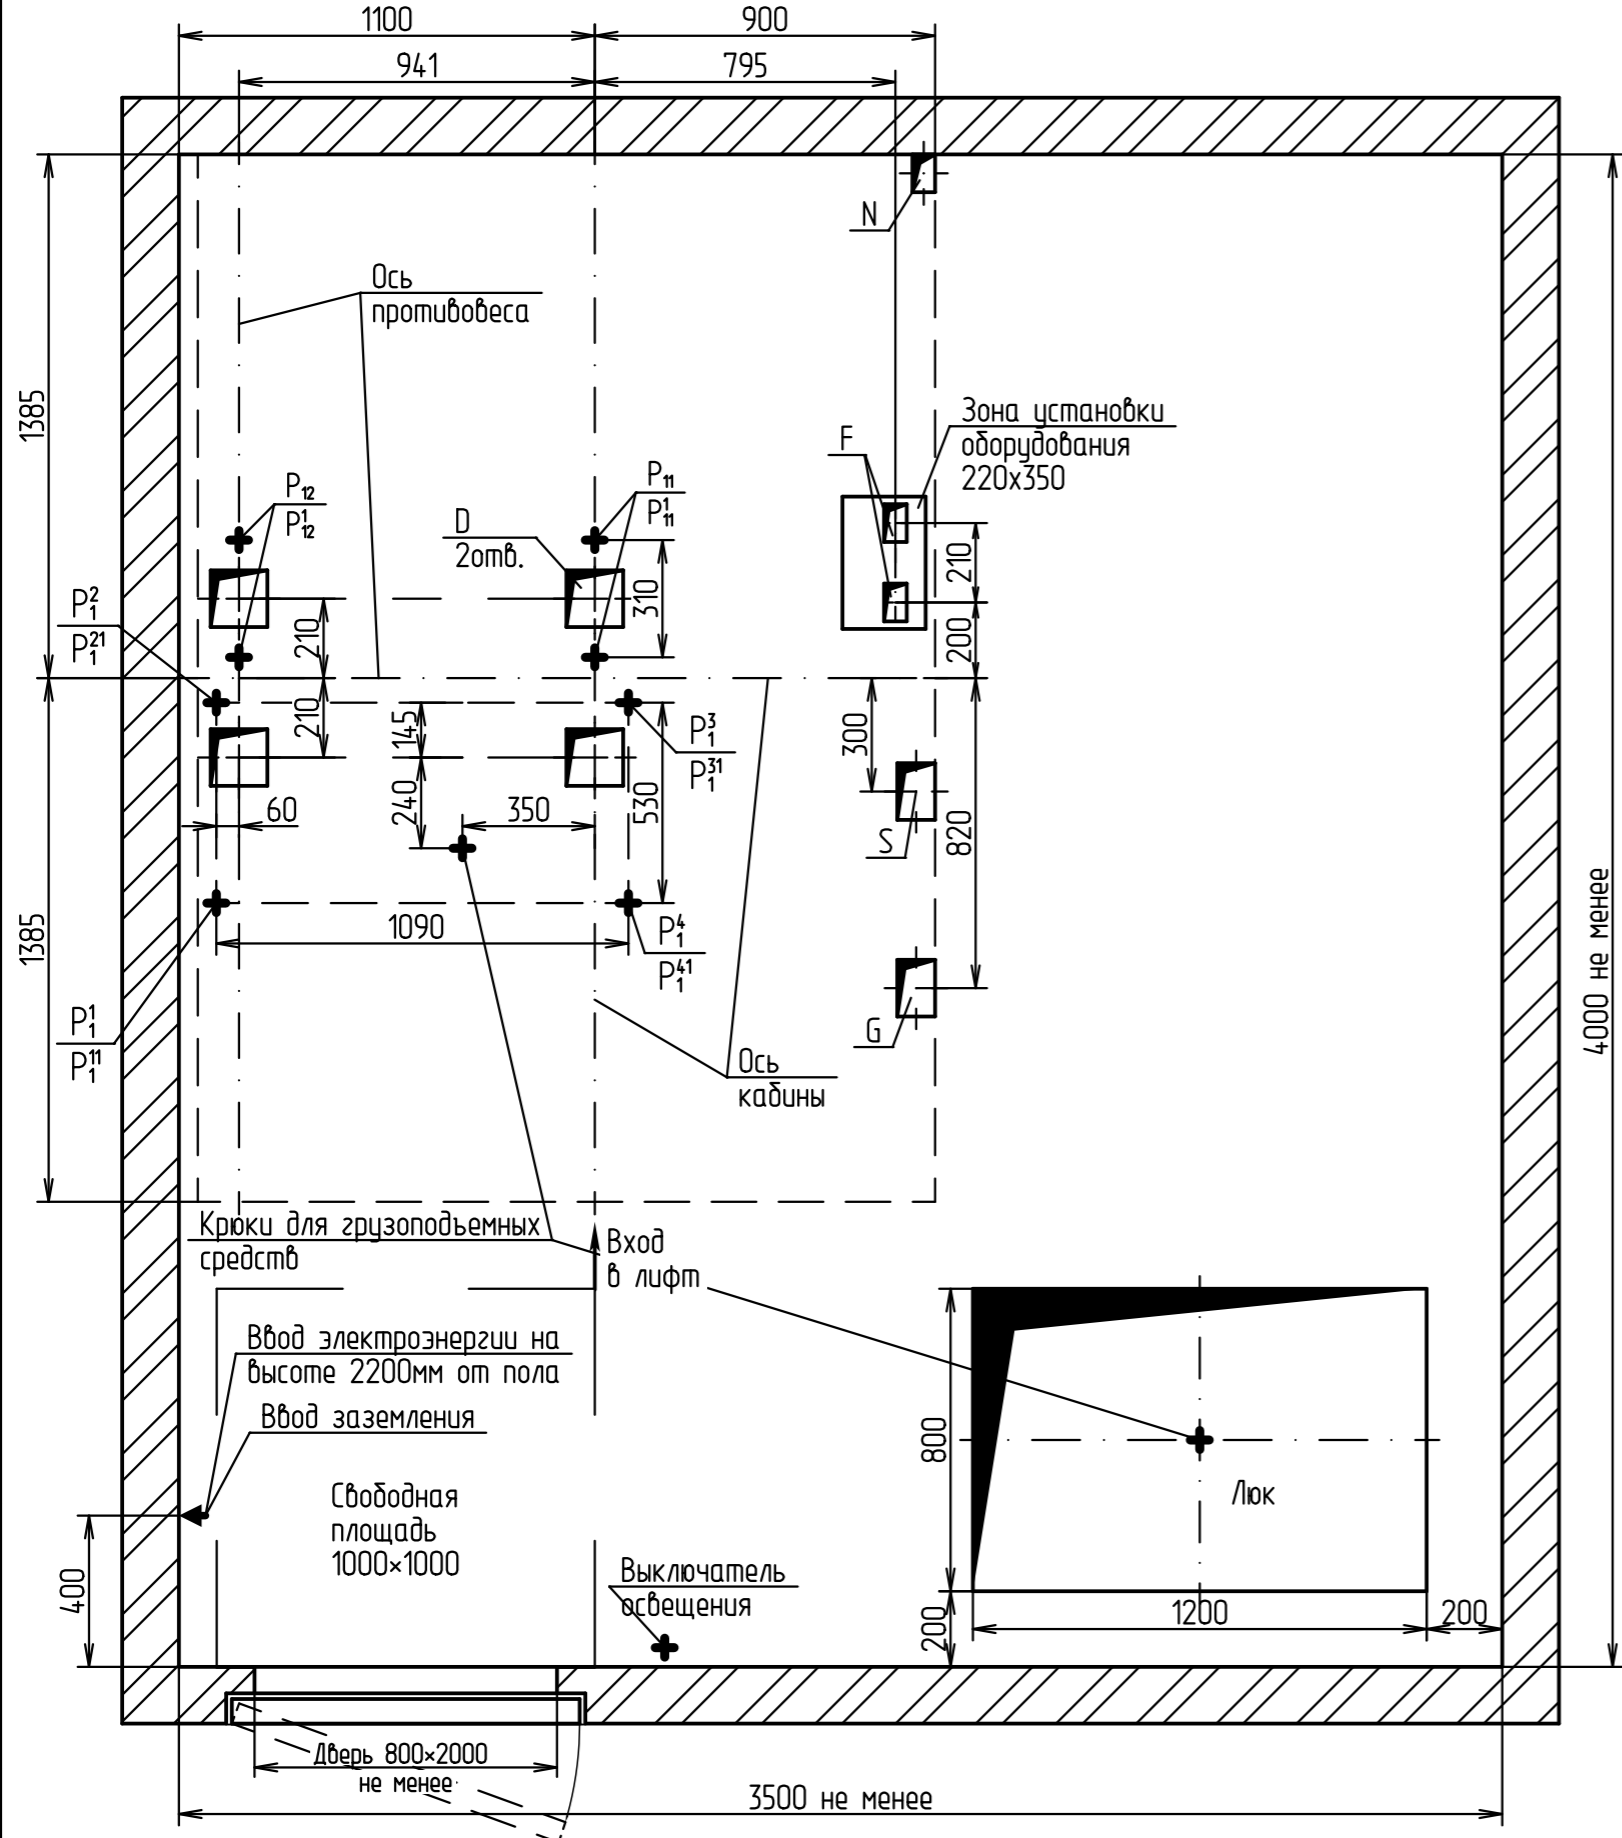 1100
900
941
795
N
Ось
противовеса
1385
Зона установки
оборудования
220х350
F
P₁₂
P¹₁₂
P₁₁
P¹₁₁
D
2отв.
310
210
210
200
P²₁
P²¹₁
210
145
300
P³₁
P³¹₁
240
60
350
530
S
820
1090
P⁴₁
P⁴¹₁
1385
4000 не менее
P¹₁
P¹¹₁
G
Ось
кабины
Крюки для грузоподъемных
средств
Вход
в лифт
Ввод электроэнергии на
высоте 2200мм от пола
Ввод заземления
800
Люк
Свободная
площадь
1000×1000
400
Выключатель
освещения
200
1200
200
Дверь 800×2000
не менее
3500 не менее